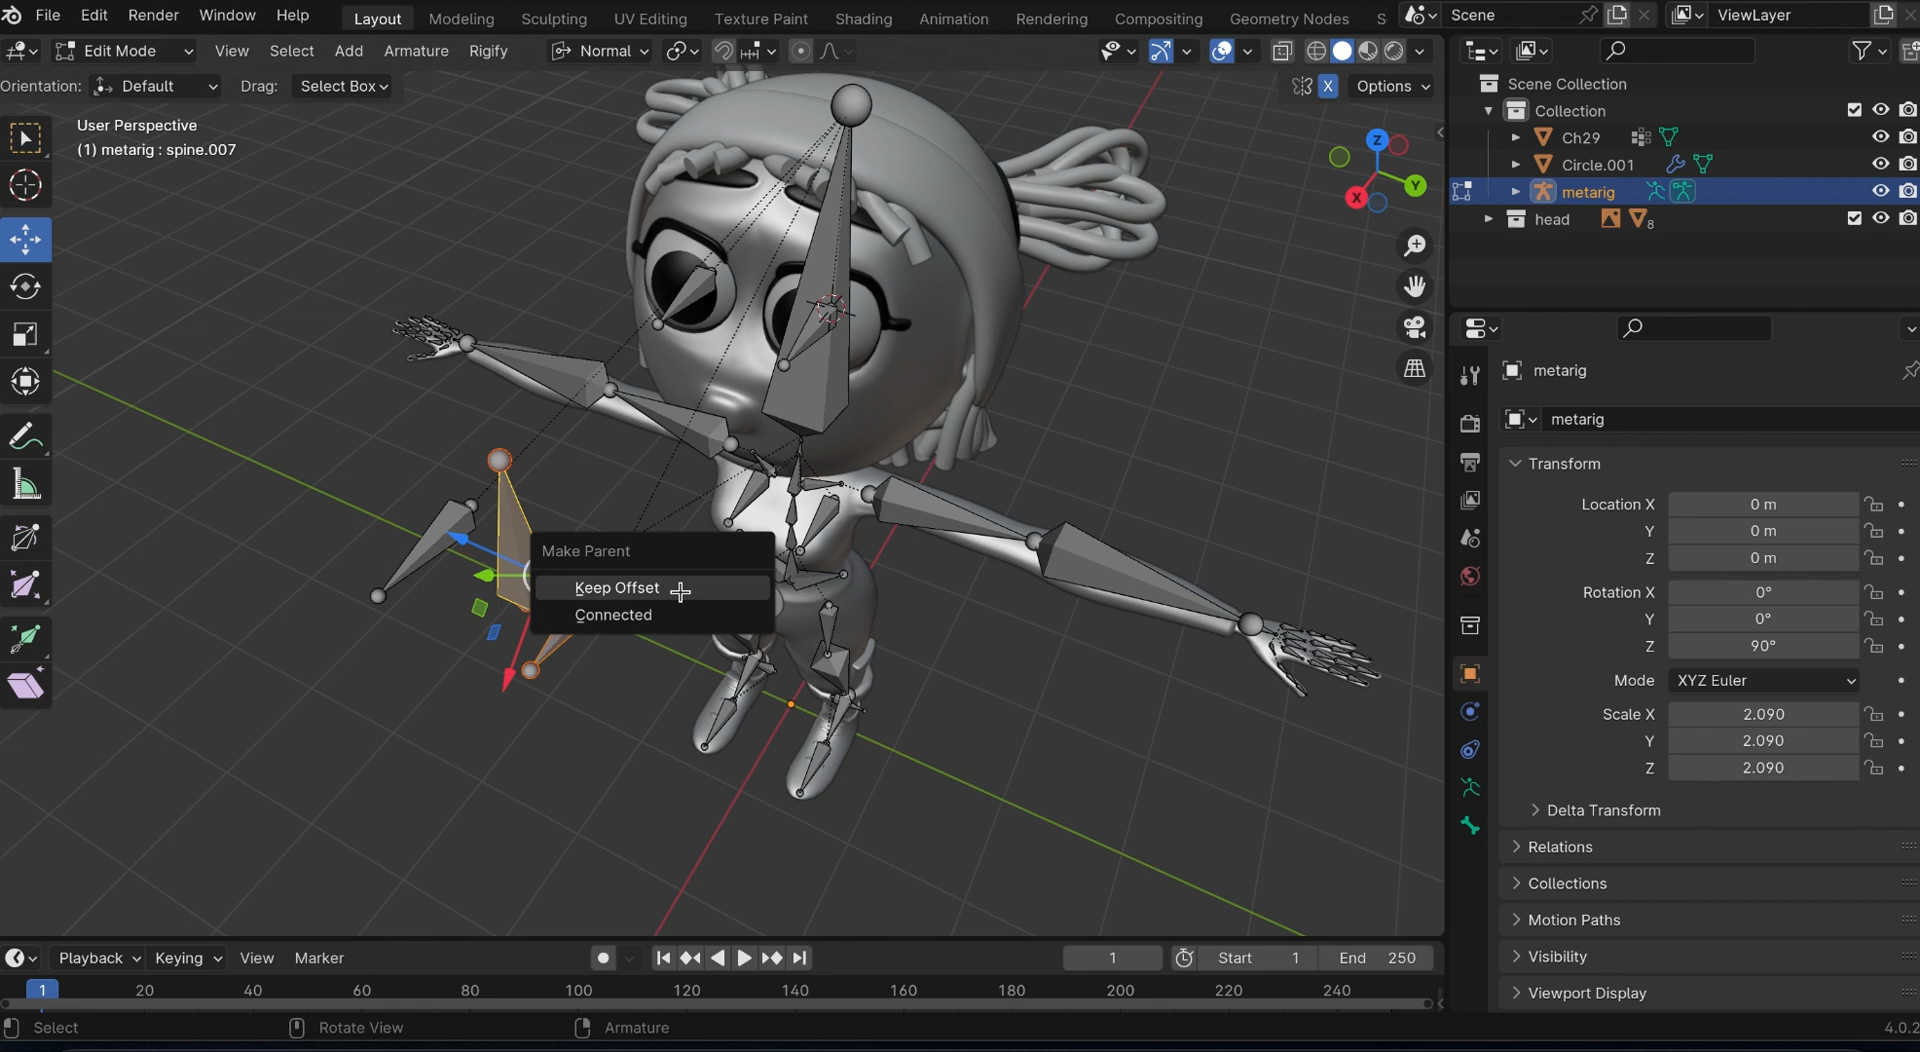 File Edit Render Window Help Layout Modeling Sculpting UV Editing Texture Paint Shading Animation Rendering Compositing Geometry Nodes S Scene ViewLayer
Edit Mode View Select Add Armature Rigify Normal
Orientation: Default Drag: Select Box X Options
User Perspective
(1) metarig : spine.007
Z
Y
X
Make Parent
Keep Offset
Connected
Scene Collection
Collection
Ch29
Circle.001
metarig
head 8
metarig
metarig
Transform
Location X 0 m
Y 0 m
Z 0 m
Rotation X 0°
Y 0°
Z 90°
Mode XYZ Euler
Scale X 2.090
Y 2.090
Z 2.090
Delta Transform
Relations
Collections
Motion Paths
Visibility
Viewport Display
Playback Keying View Marker 1 Start 1 End 250
1 20 40 60 80 100 120 140 160 180 200 220 240
Select Rotate View Armature 4.0.2